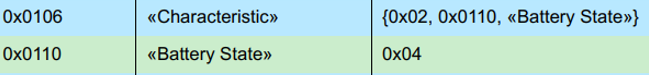 0x0106 «Characteristic» {0x02, 0x0110, «Battery State»}
0x0110 «Battery State» 0x04